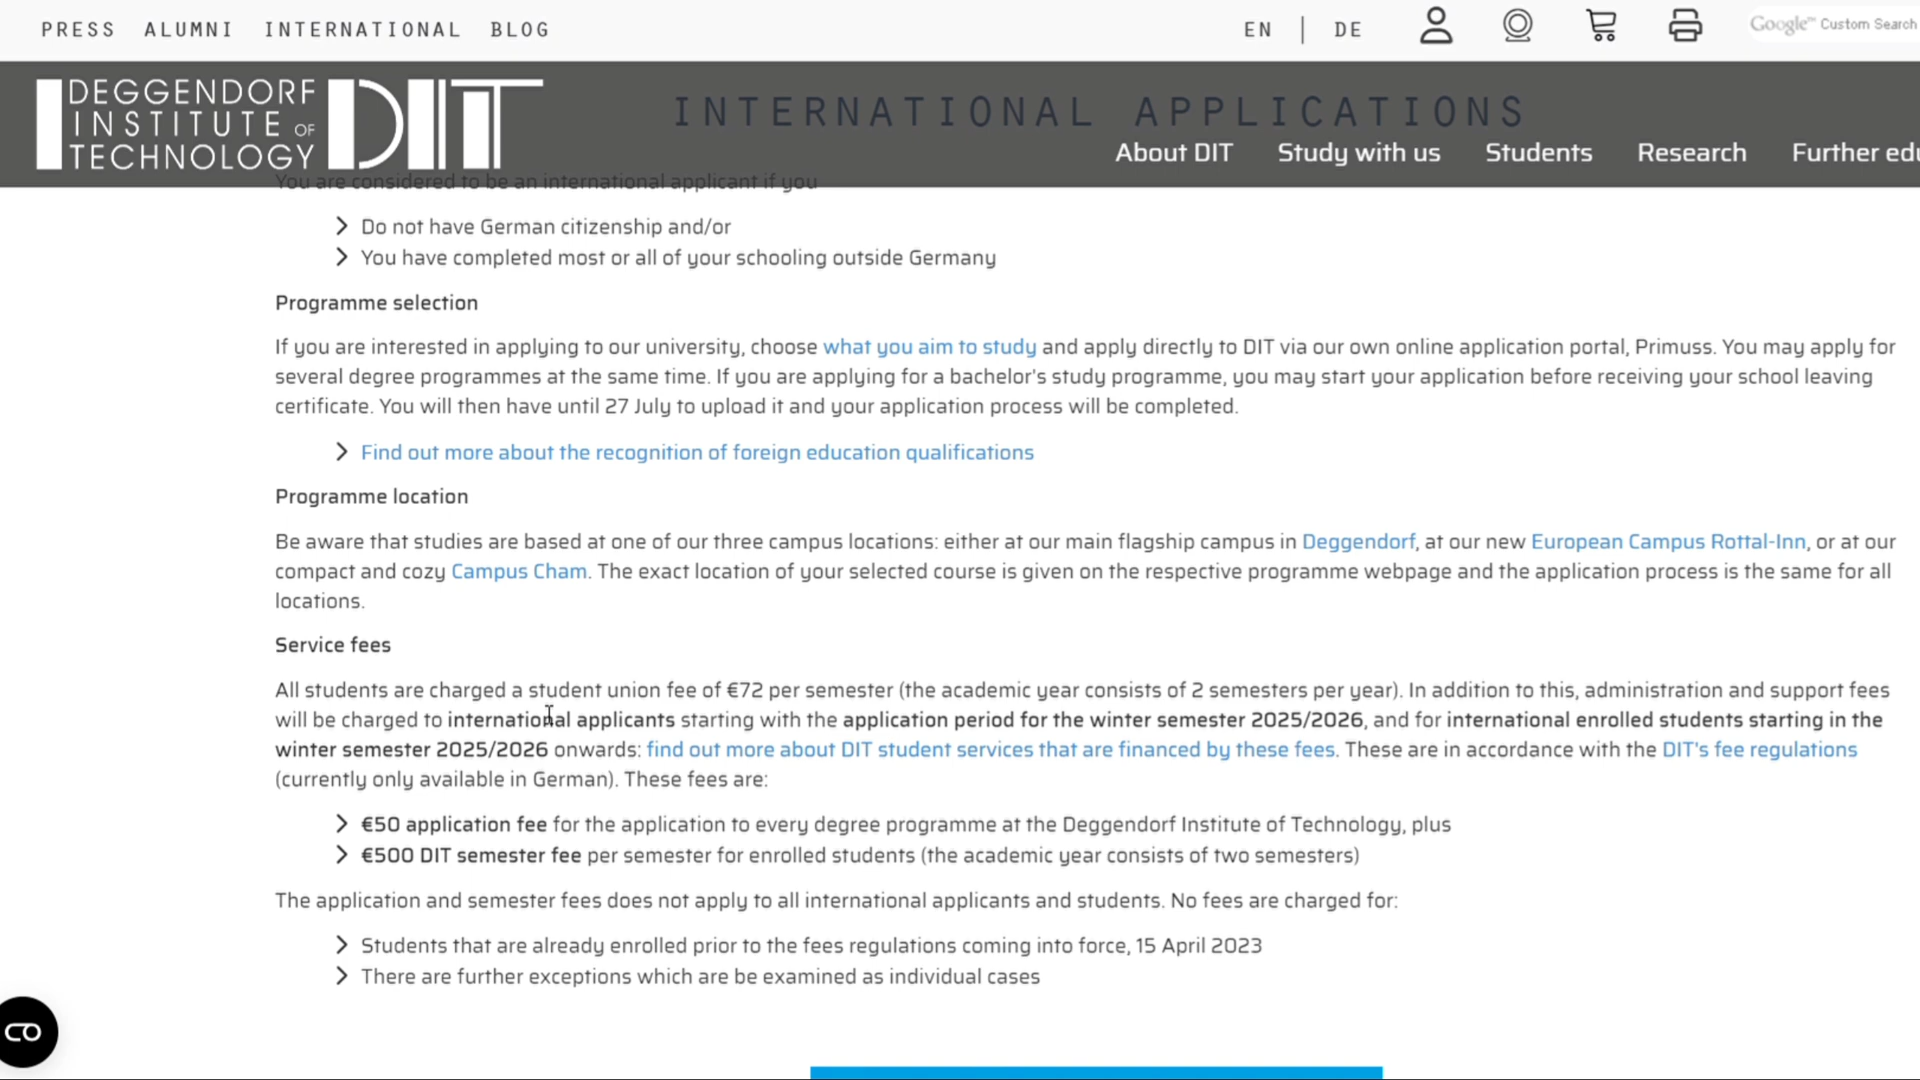 PRESS ALUMNI INTERNATIONAL BLOG
EN | DE
Google™ Custom Search
DEGGENDORF
INSTITUTE OF
TECHNOLOGY
DIT
INTERNATIONAL APPLICATIONS
About DIT Study with us Students Research Further edu
You are considered to be an international applicant if you
Do not have German citizenship and/or
You have completed most or all of your schooling outside Germany
Programme selection
If you are interested in applying to our university, choose what you aim to study and apply directly to DIT via our own online application portal, Primuss. You may apply for
several degree programmes at the same time. If you are applying for a bachelor's study programme, you may start your application before receiving your school leaving
certificate. You will then have until 27 July to upload it and your application process will be completed.
Find out more about the recognition of foreign education qualifications
Programme location
Be aware that studies are based at one of our three campus locations: either at our main flagship campus in Deggendorf, at our new European Campus Rottal-Inn, or at our
compact and cozy Campus Cham. The exact location of your selected course is given on the respective programme webpage and the application process is the same for all
locations.
Service fees
All students are charged a student union fee of €72 per semester (the academic year consists of 2 semesters per year). In addition to this, administration and support fees
will be charged to international applicants starting with the application period for the winter semester 2025/2026, and for international enrolled students starting in the
winter semester 2025/2026 onwards: find out more about DIT student services that are financed by these fees. These are in accordance with the DIT's fee regulations
(currently only available in German). These fees are:
€50 application fee for the application to every degree programme at the Deggendorf Institute of Technology, plus
€500 DIT semester fee per semester for enrolled students (the academic year consists of two semesters)
The application and semester fees does not apply to all international applicants and students. No fees are charged for:
Students that are already enrolled prior to the fees regulations coming into force, 15 April 2023
There are further exceptions which are be examined as individual cases